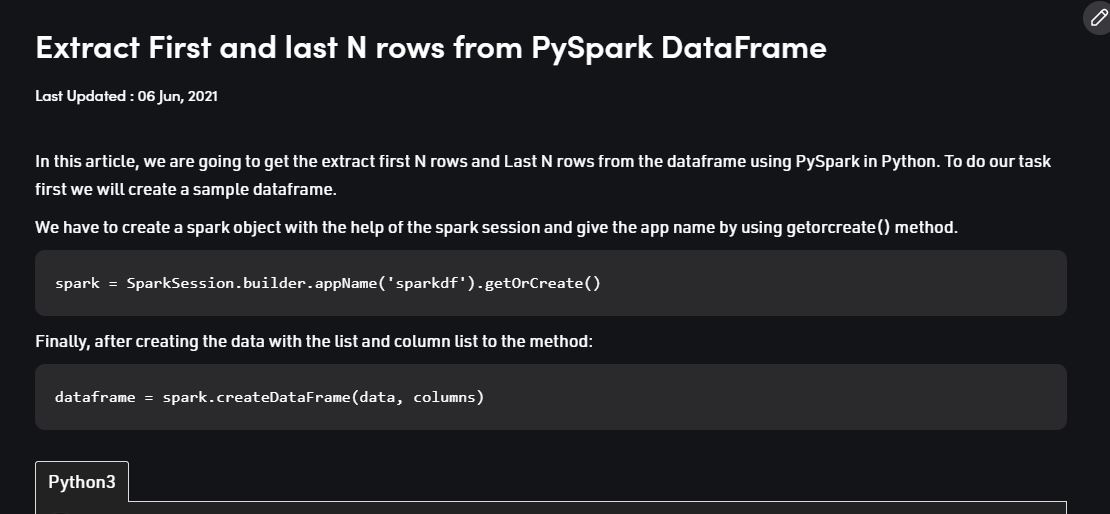 Extract First and last N rows from PySpark DataFrame
Last Updated : 06 Jun, 2021
In this article, we are going to get the extract first N rows and Last N rows from the dataframe using PySpark in Python. To do our task
first we will create a sample dataframe.
We have to create a spark object with the help of the spark session and give the app name by using getorcreate() method.
spark = SparkSession.builder.appName('sparkdf').getOrCreate()
Finally, after creating the data with the list and column list to the method:
dataframe = spark.createDataFrame(data, columns)
Python3